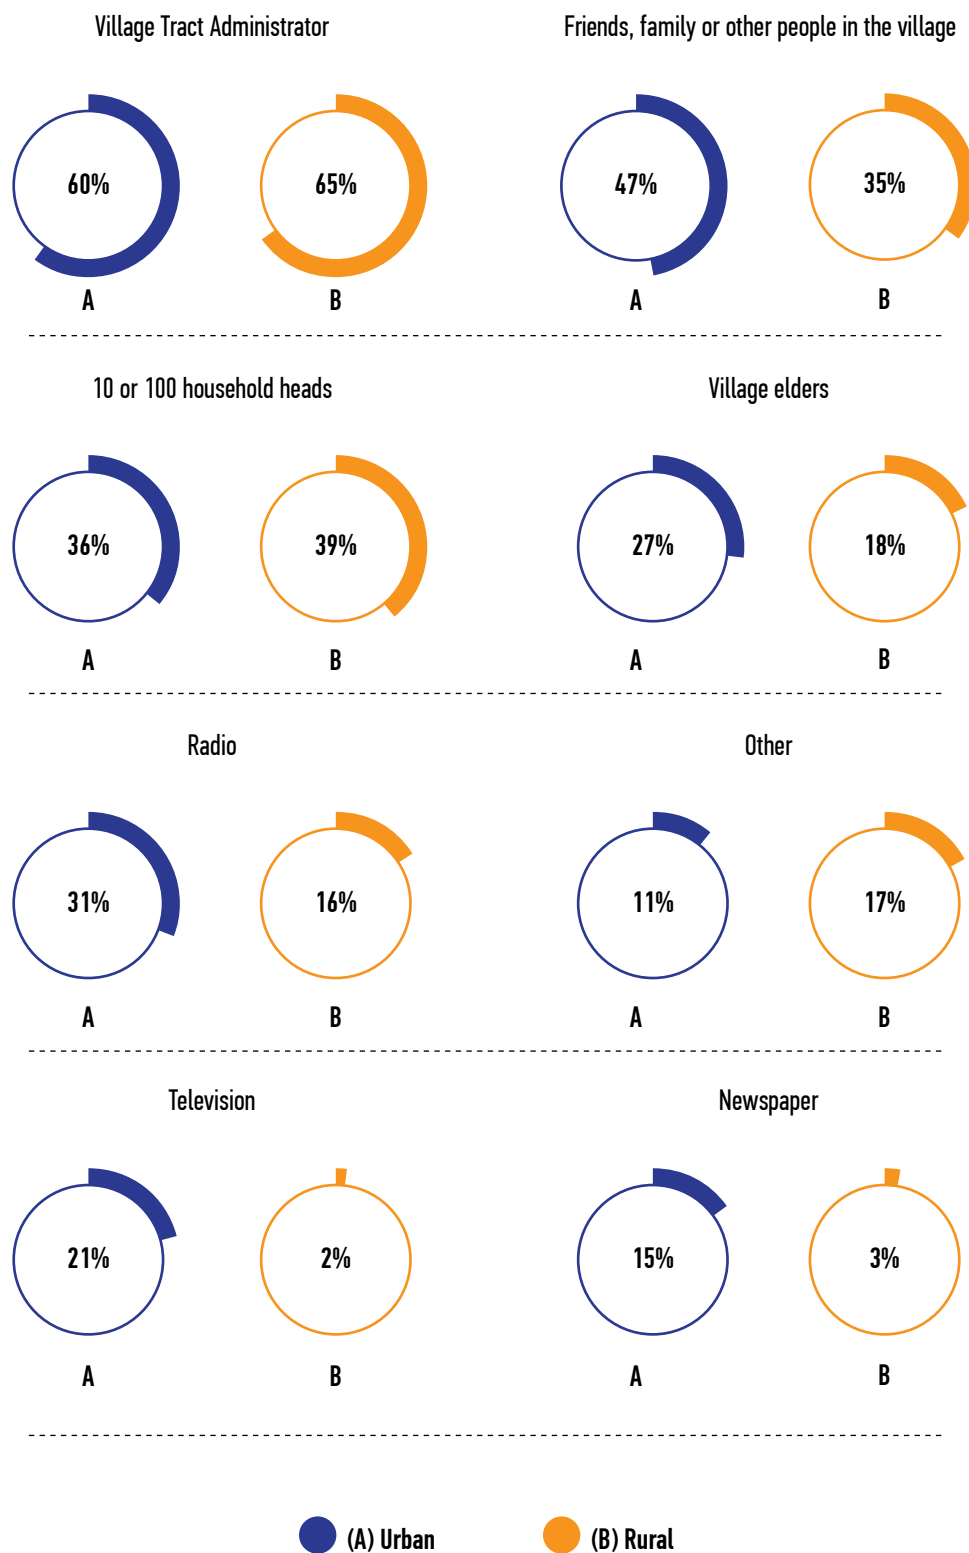 Village Tract Administrator
Friends, family or other people in the village
60%
65%
47%
35%
A
B
A
B
10 or 100 household heads
Village elders
36%
39%
27%
18%
A
B
A
B
Radio
Other
31%
16%
11%
17%
A
B
A
B
Television
Newspaper
21%
2%
15%
3%
A
B
A
B
(A) Urban
(B) Rural